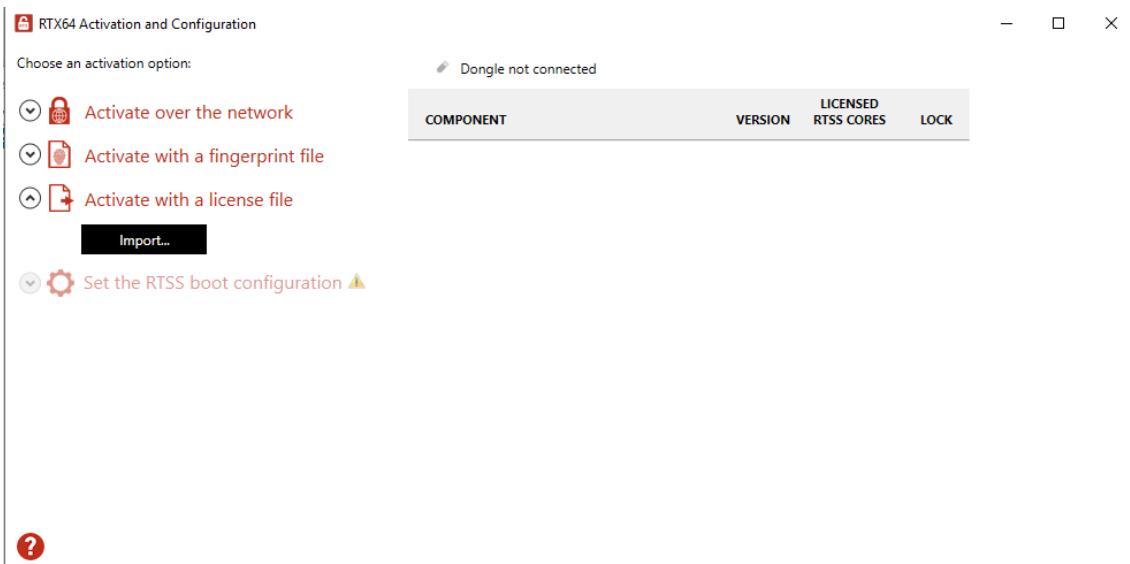 RTX64 Activation and Configuration
Choose an activation option:
Activate over the network
Activate with a fingerprint file
Activate with a license file
Import...
Set the RTSS boot configuration
Dongle not connected
COMPONENT VERSION LICENSED RTSS CORES LOCK
?